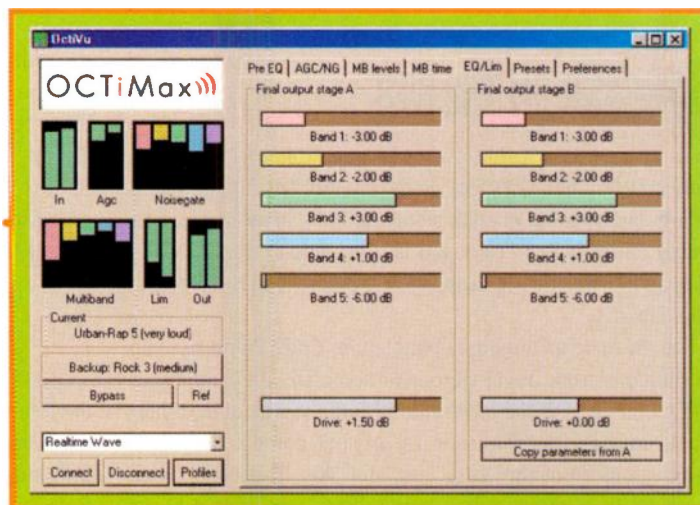 OctiVu
OCTiMax
In
Agc
Noisegate
Multiband
Lim
Out
Current
Urban-Rap 5 (very loud)
Backup: Rock 3 (medium)
Bypass
Ref
Realtime Wave
Connect
Disconnect
Profiles
Pre EQ
AGC/NG
MB levels
MB time
EQ/Lim
Presets
Preferences
Final output stage A
Band 1: -3.00 dB
Band 2: -2.00 dB
Band 3: +3.00 dB
Band 4: +1.00 dB
Band 5: -6.00 dB
Drive: +1.50 dB
Final output stage B
Band 1: -3.00 dB
Band 2: -2.00 dB
Band 3: +3.00 dB
Band 4: +1.00 dB
Band 5: -6.00 dB
Drive: +0.00 dB
Copy parameters from A